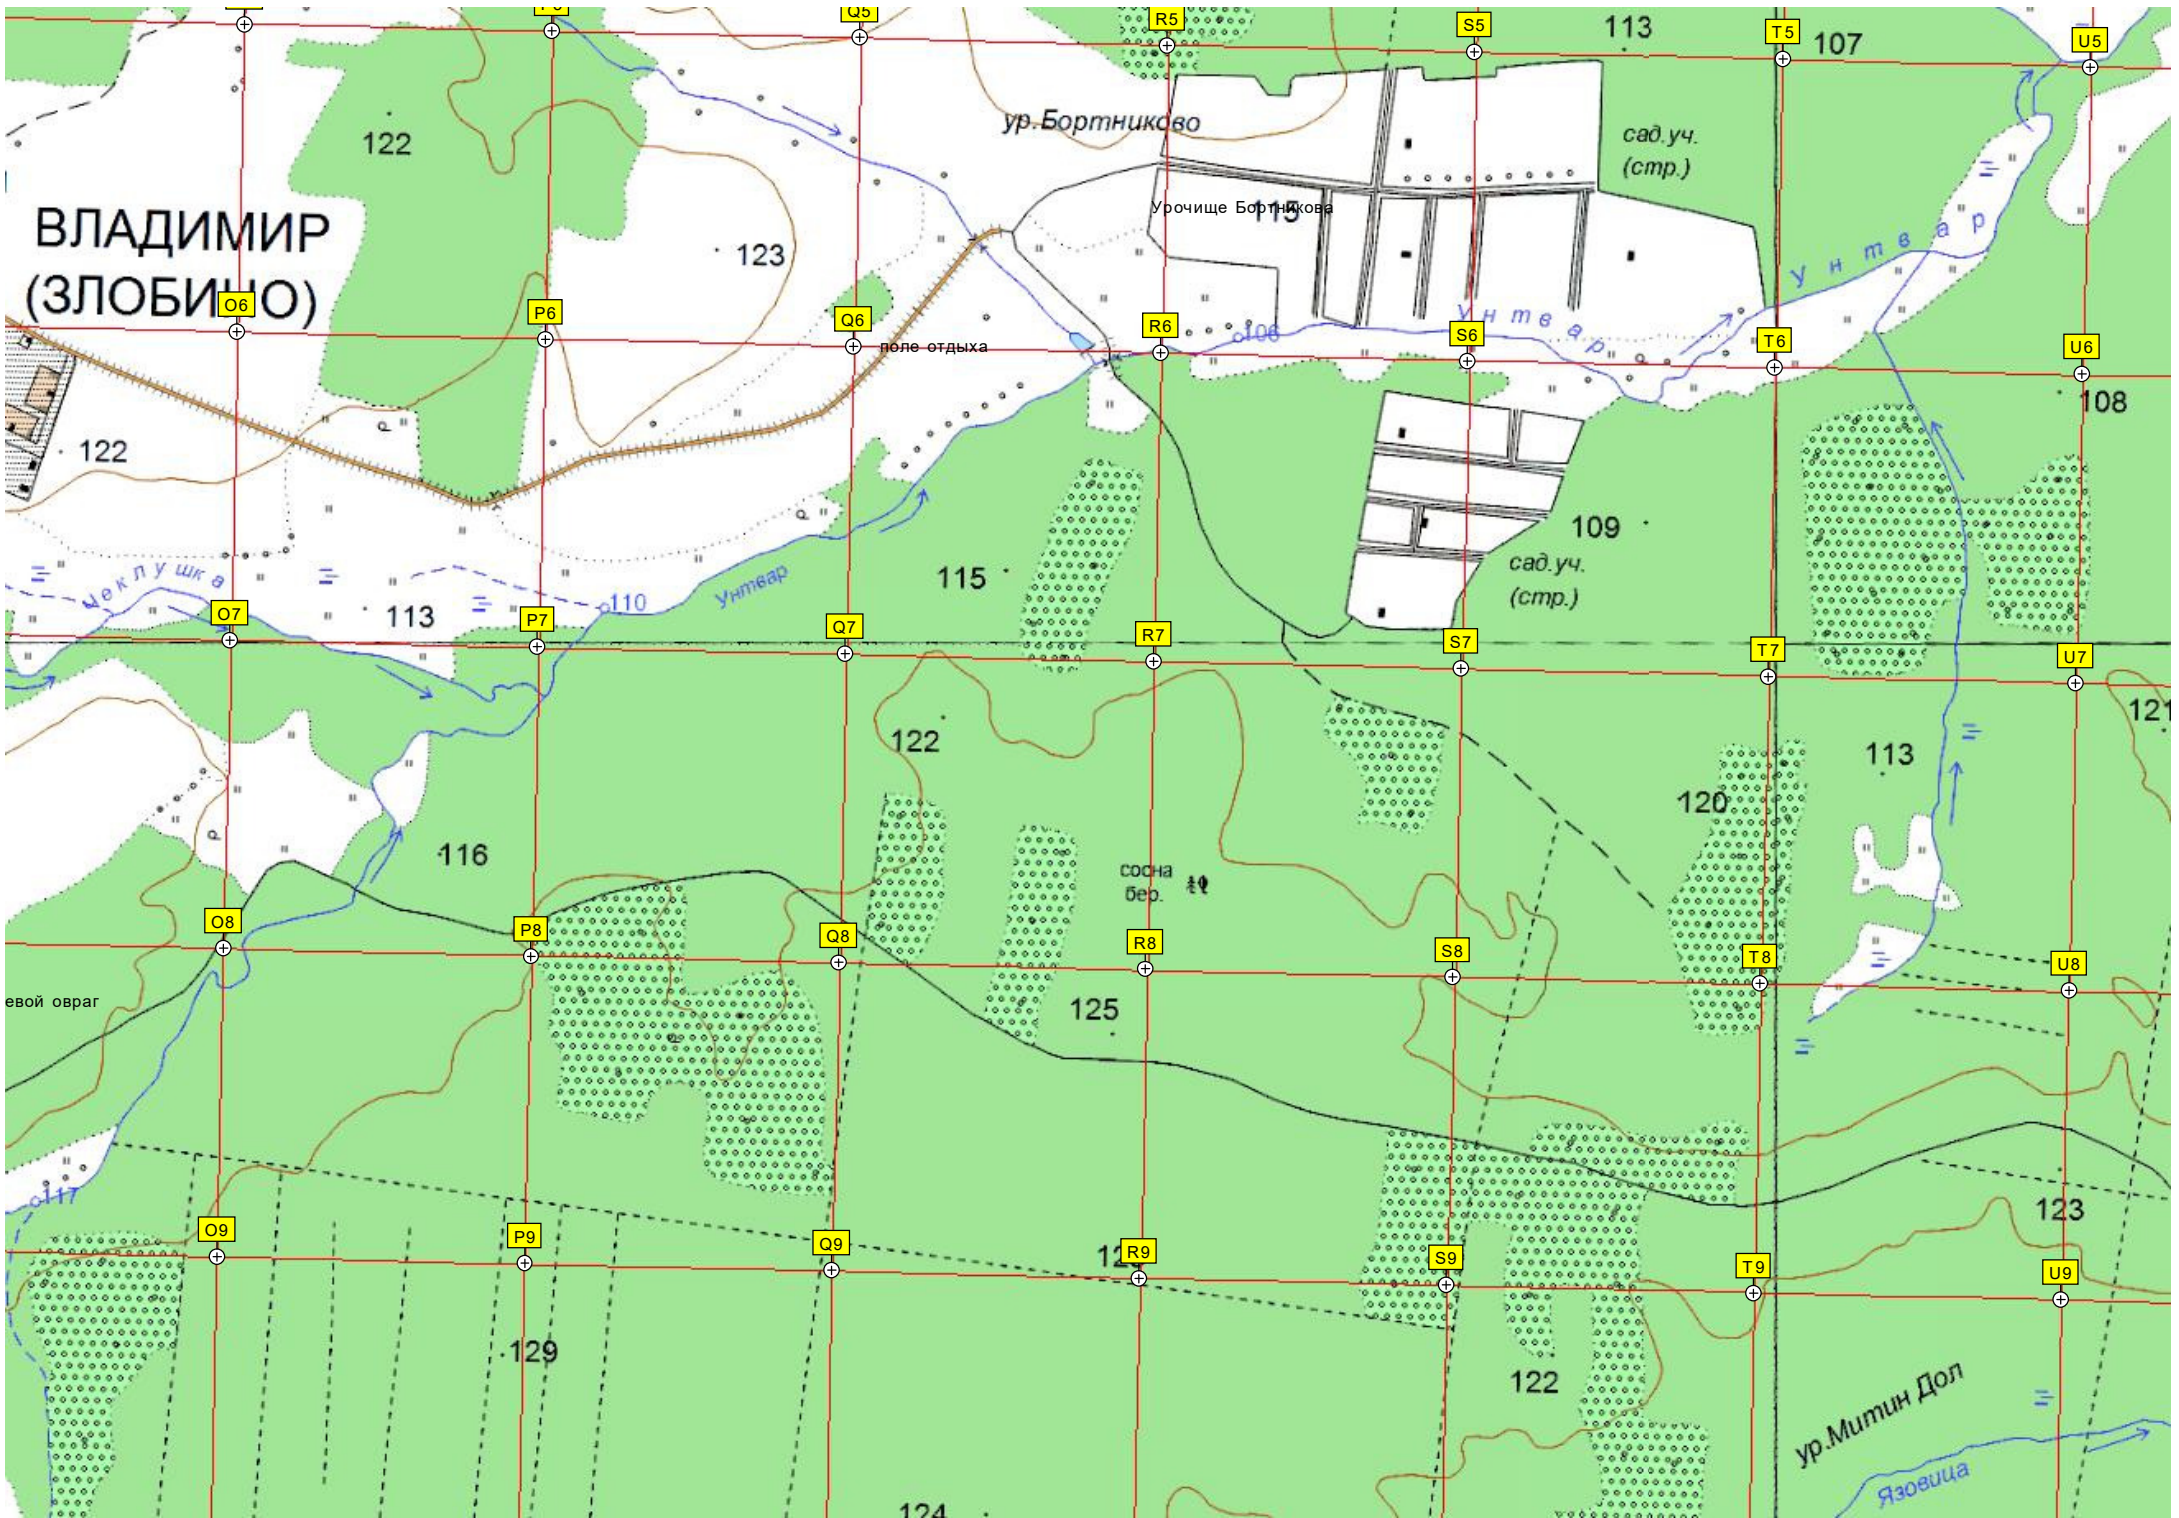 Q5
R5
S5
113
T5
107
U5
122
ур.Бортниково
сад.уч.
(стр.)
ВЛАДИМИР
(ЗЛОБИНО)
123
Урочище Бортникова
115
Унтвар
O6
P6
Q6
поле отдыха
R6
106
Унтвар
S6
T6
U6
108
122
109
сад.уч.
(стр.)
115
Чеклушка
113
110
Унтвар
O7
P7
Q7
R7
S7
T7
U7
121
122
113
120
116
сосна
бер.
O8
P8
Q8
R8
S8
T8
U8
евой овраг
125
117
123
O9
P9
Q9
R9
S9
T9
U9
129
122
ур.Митин Дол
Язовица
124